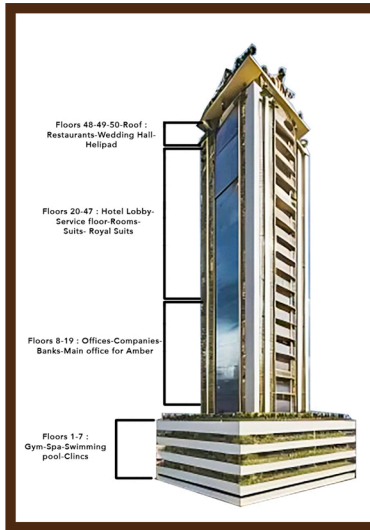 Floors 48-49-50-Roof :
Restaurants-Wedding Hall-
Helipad
Floors 20-47 : Hotel Lobby-
Service floor-Rooms-
Suits- Royal Suits
Floors 8-19 : Offices-Companies-
Banks-Main office for Amber
Floors 1-7 :
Gym-Spa-Swimming
pool-Clincs